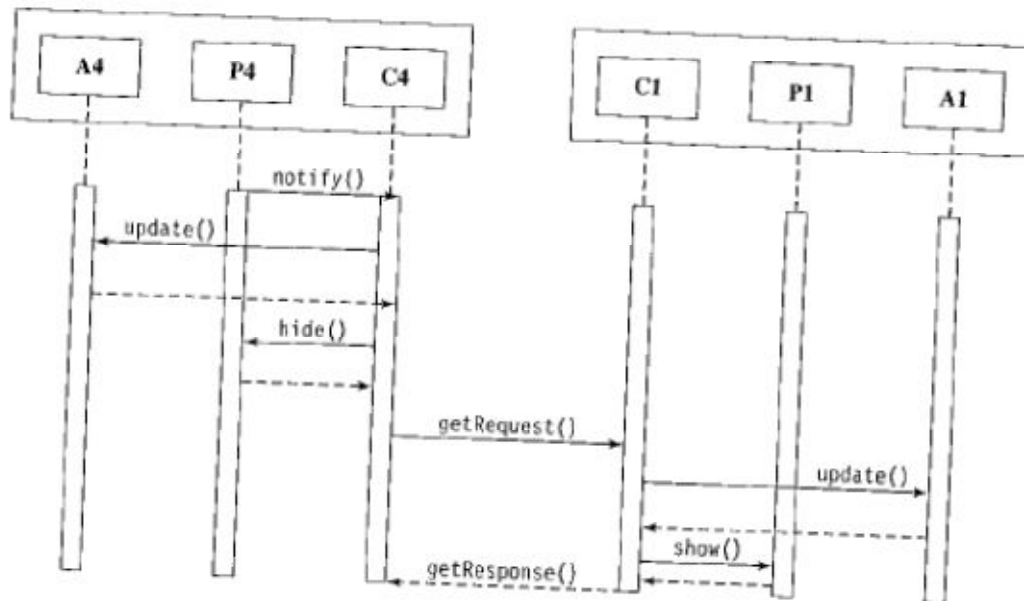 A4
P4
C4
C1
P1
A1
notify()
update()
hide()
getRequest()
update()
show()
getResponse()